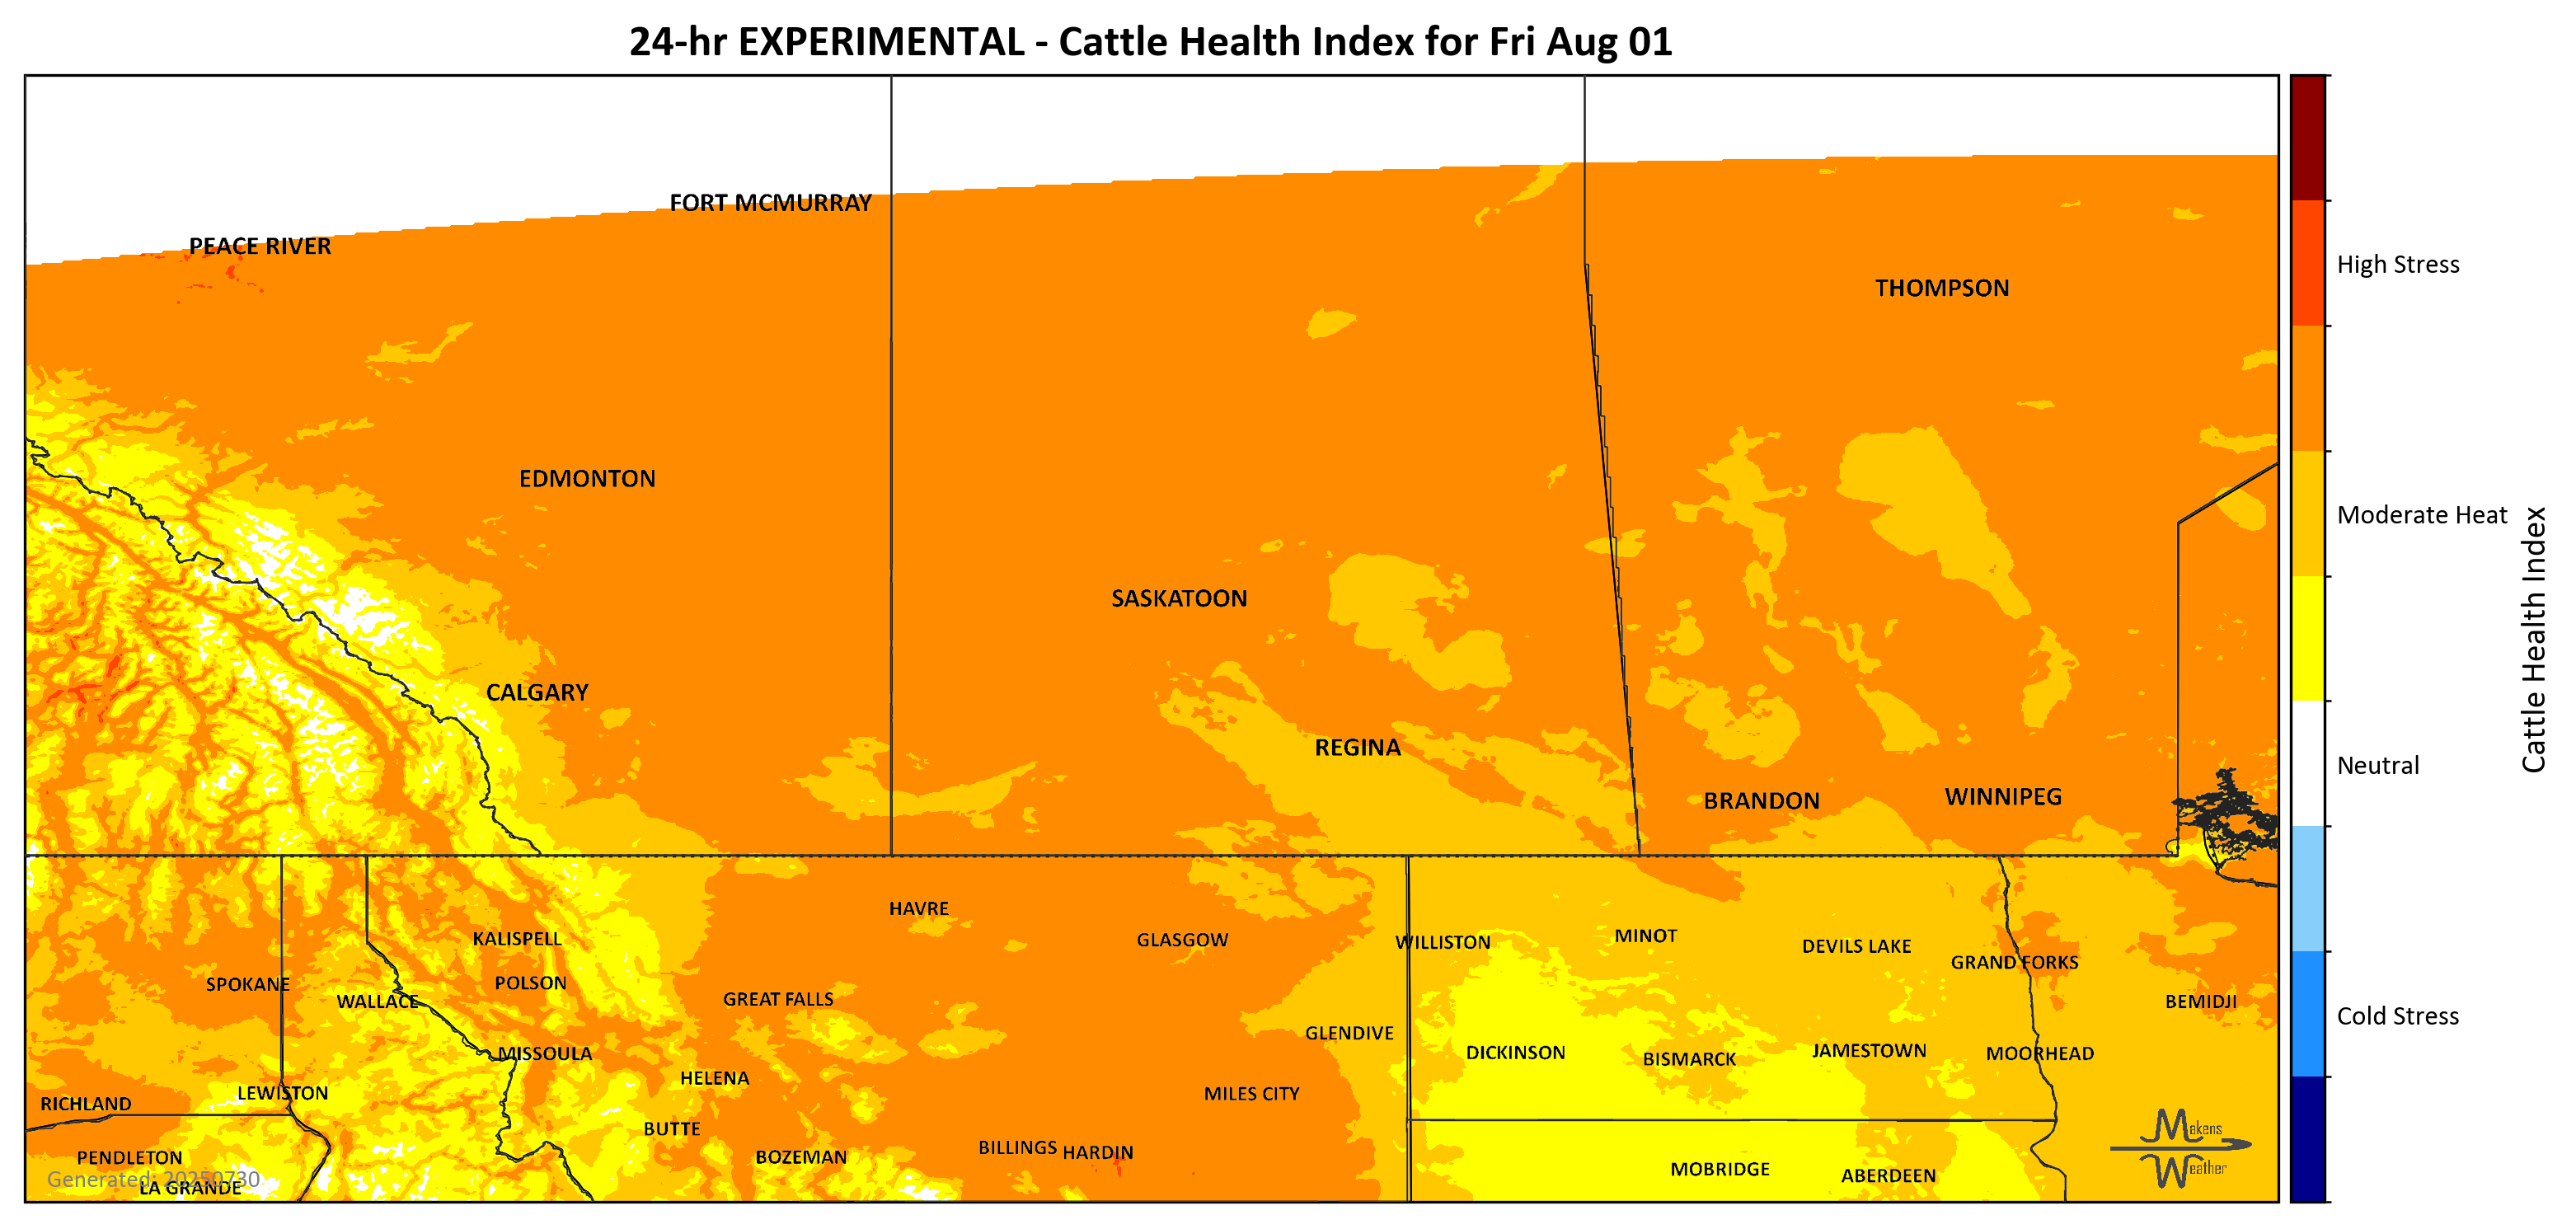 24-hr EXPERIMENTAL - Cattle Health Index for Fri Aug 01
FORT MCMURRAY
PEACE RIVER
THOMPSON
EDMONTON
SASKATOON
CALGARY
REGINA
BRANDON
WINNIPEG
HAVRE
KALISPELL
GLASGOW
WILLISTON
MINOT
DEVILS LAKE
GRAND FORKS
SPOKANE
POLSON
WALLACE
GREAT FALLS
BEMIDJI
GLENDIVE
MISSOULA
DICKINSON
BISMARCK
JAMESTOWN
MOORHEAD
HELENA
LEWISTON
MILES CITY
RICHLAND
BUTTE
BILLINGS
HARDIN
PENDLETON
BOZEMAN
MOBRIDGE
ABERDEEN
Generated: 20250730
LA GRANDE
Makens
Weather
High Stress
Moderate Heat
Neutral
Cold Stress
Cattle Health Index